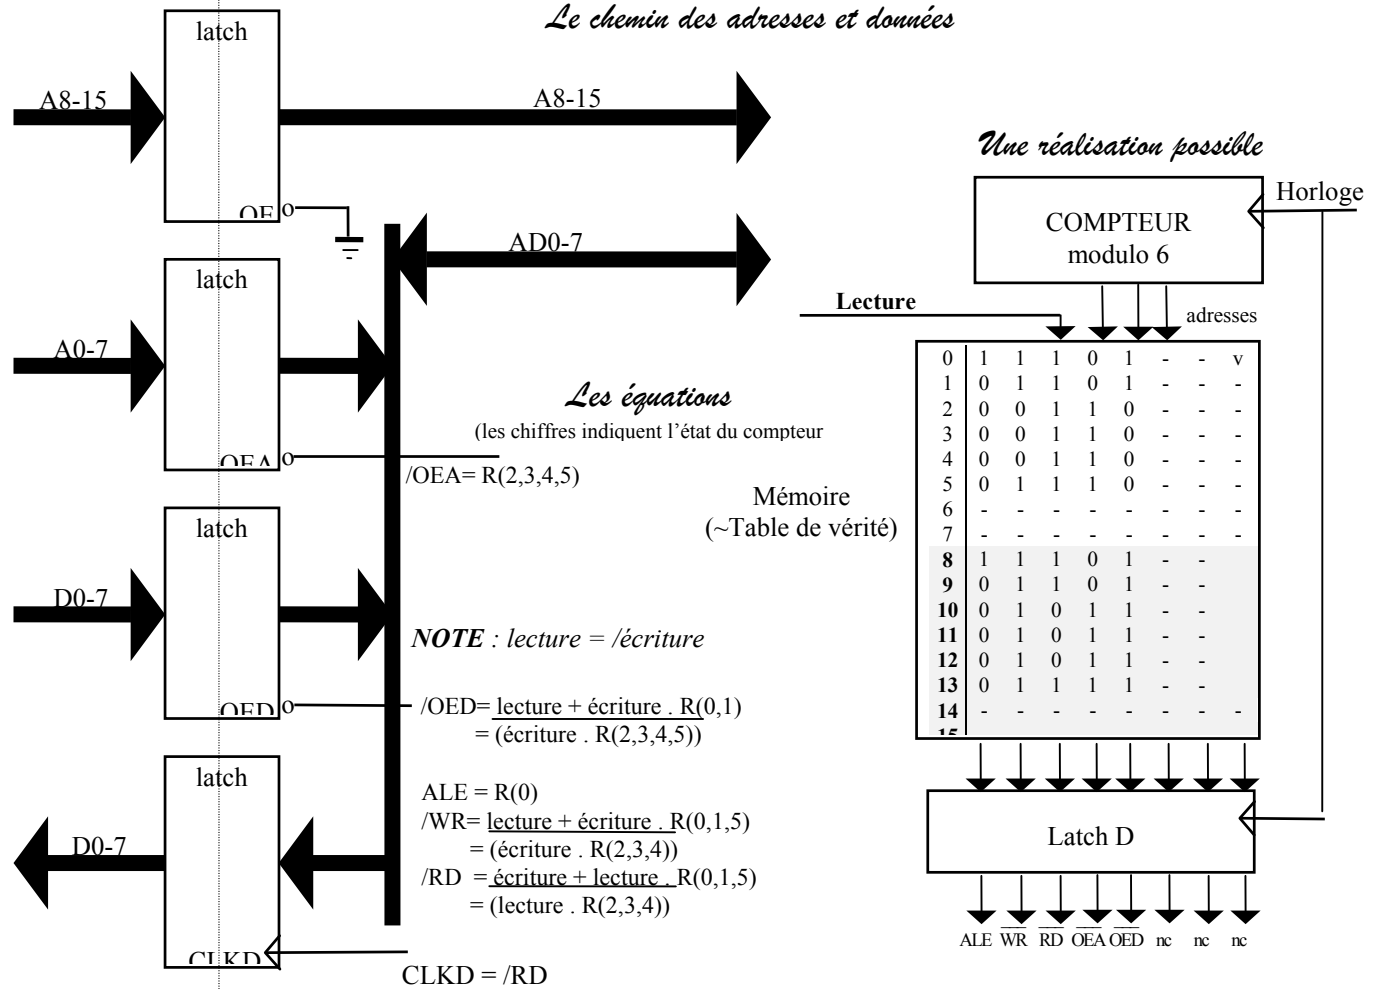 Le chemin des adresses et données
latch
A8-15
A8-15
OE
latch
A0-7
AD0-7
OEA
/OEA= R(2,3,4,5)
Les équations
(les chiffres indiquent l'état du compteur
latch
D0-7
OED
NOTE : lecture = /écriture
/OED= lecture + écriture . R(0,1)
= (écriture . R(2,3,4,5))
latch
D0-7
CLKD
ALE = R(0)
/WR= lecture + écriture . R(0,1,5)
= (écriture . R(2,3,4))
/RD = écriture + lecture . R(0,1,5)
= (lecture . R(2,3,4))
CLKD = /RD
Une réalisation possible
Horloge
COMPTEUR
modulo 6
Lecture
adresses
Mémoire
(~Table de vérité)
0 1 1 1 0 1 - - v
1 0 1 1 0 1 - - -
2 0 0 1 1 0 - - -
3 0 0 1 1 0 - - -
4 0 0 1 1 0 - - -
5 0 1 1 1 0 - - -
6 - - - - - - - -
7 - - - - - - - -
8 1 1 1 0 1 - -
9 0 1 1 0 1 - -
10 0 1 0 1 1 - -
11 0 1 0 1 1 - -
12 0 1 0 1 1 - -
13 0 1 1 1 1 - -
14 - - - - - - - -
15
Latch D
ALE WR RD OEA OED nc nc nc